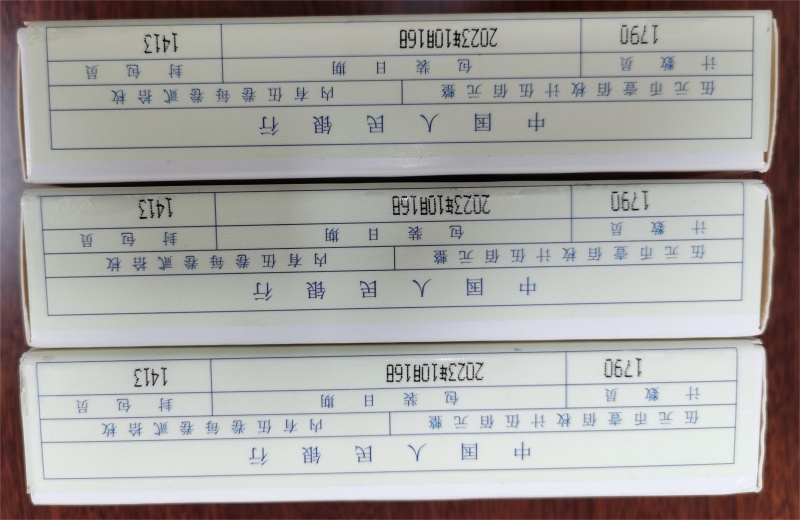 中国人民银行
伍元币壹佰枚计伍佰元整 内有伍卷每卷贰拾枚
计数员 包装日期 封包员
1790 2023年10月16日 1413
中国人民银行
伍元币壹佰枚计伍佰元整 内有伍卷每卷贰拾枚
计数员 包装日期 封包员
1790 2023年10月16日 1413
中国人民银行
伍元币壹佰枚计伍佰元整 内有伍卷每卷贰拾枚
计数员 包装日期 封包员
1790 2023年10月16日 1413